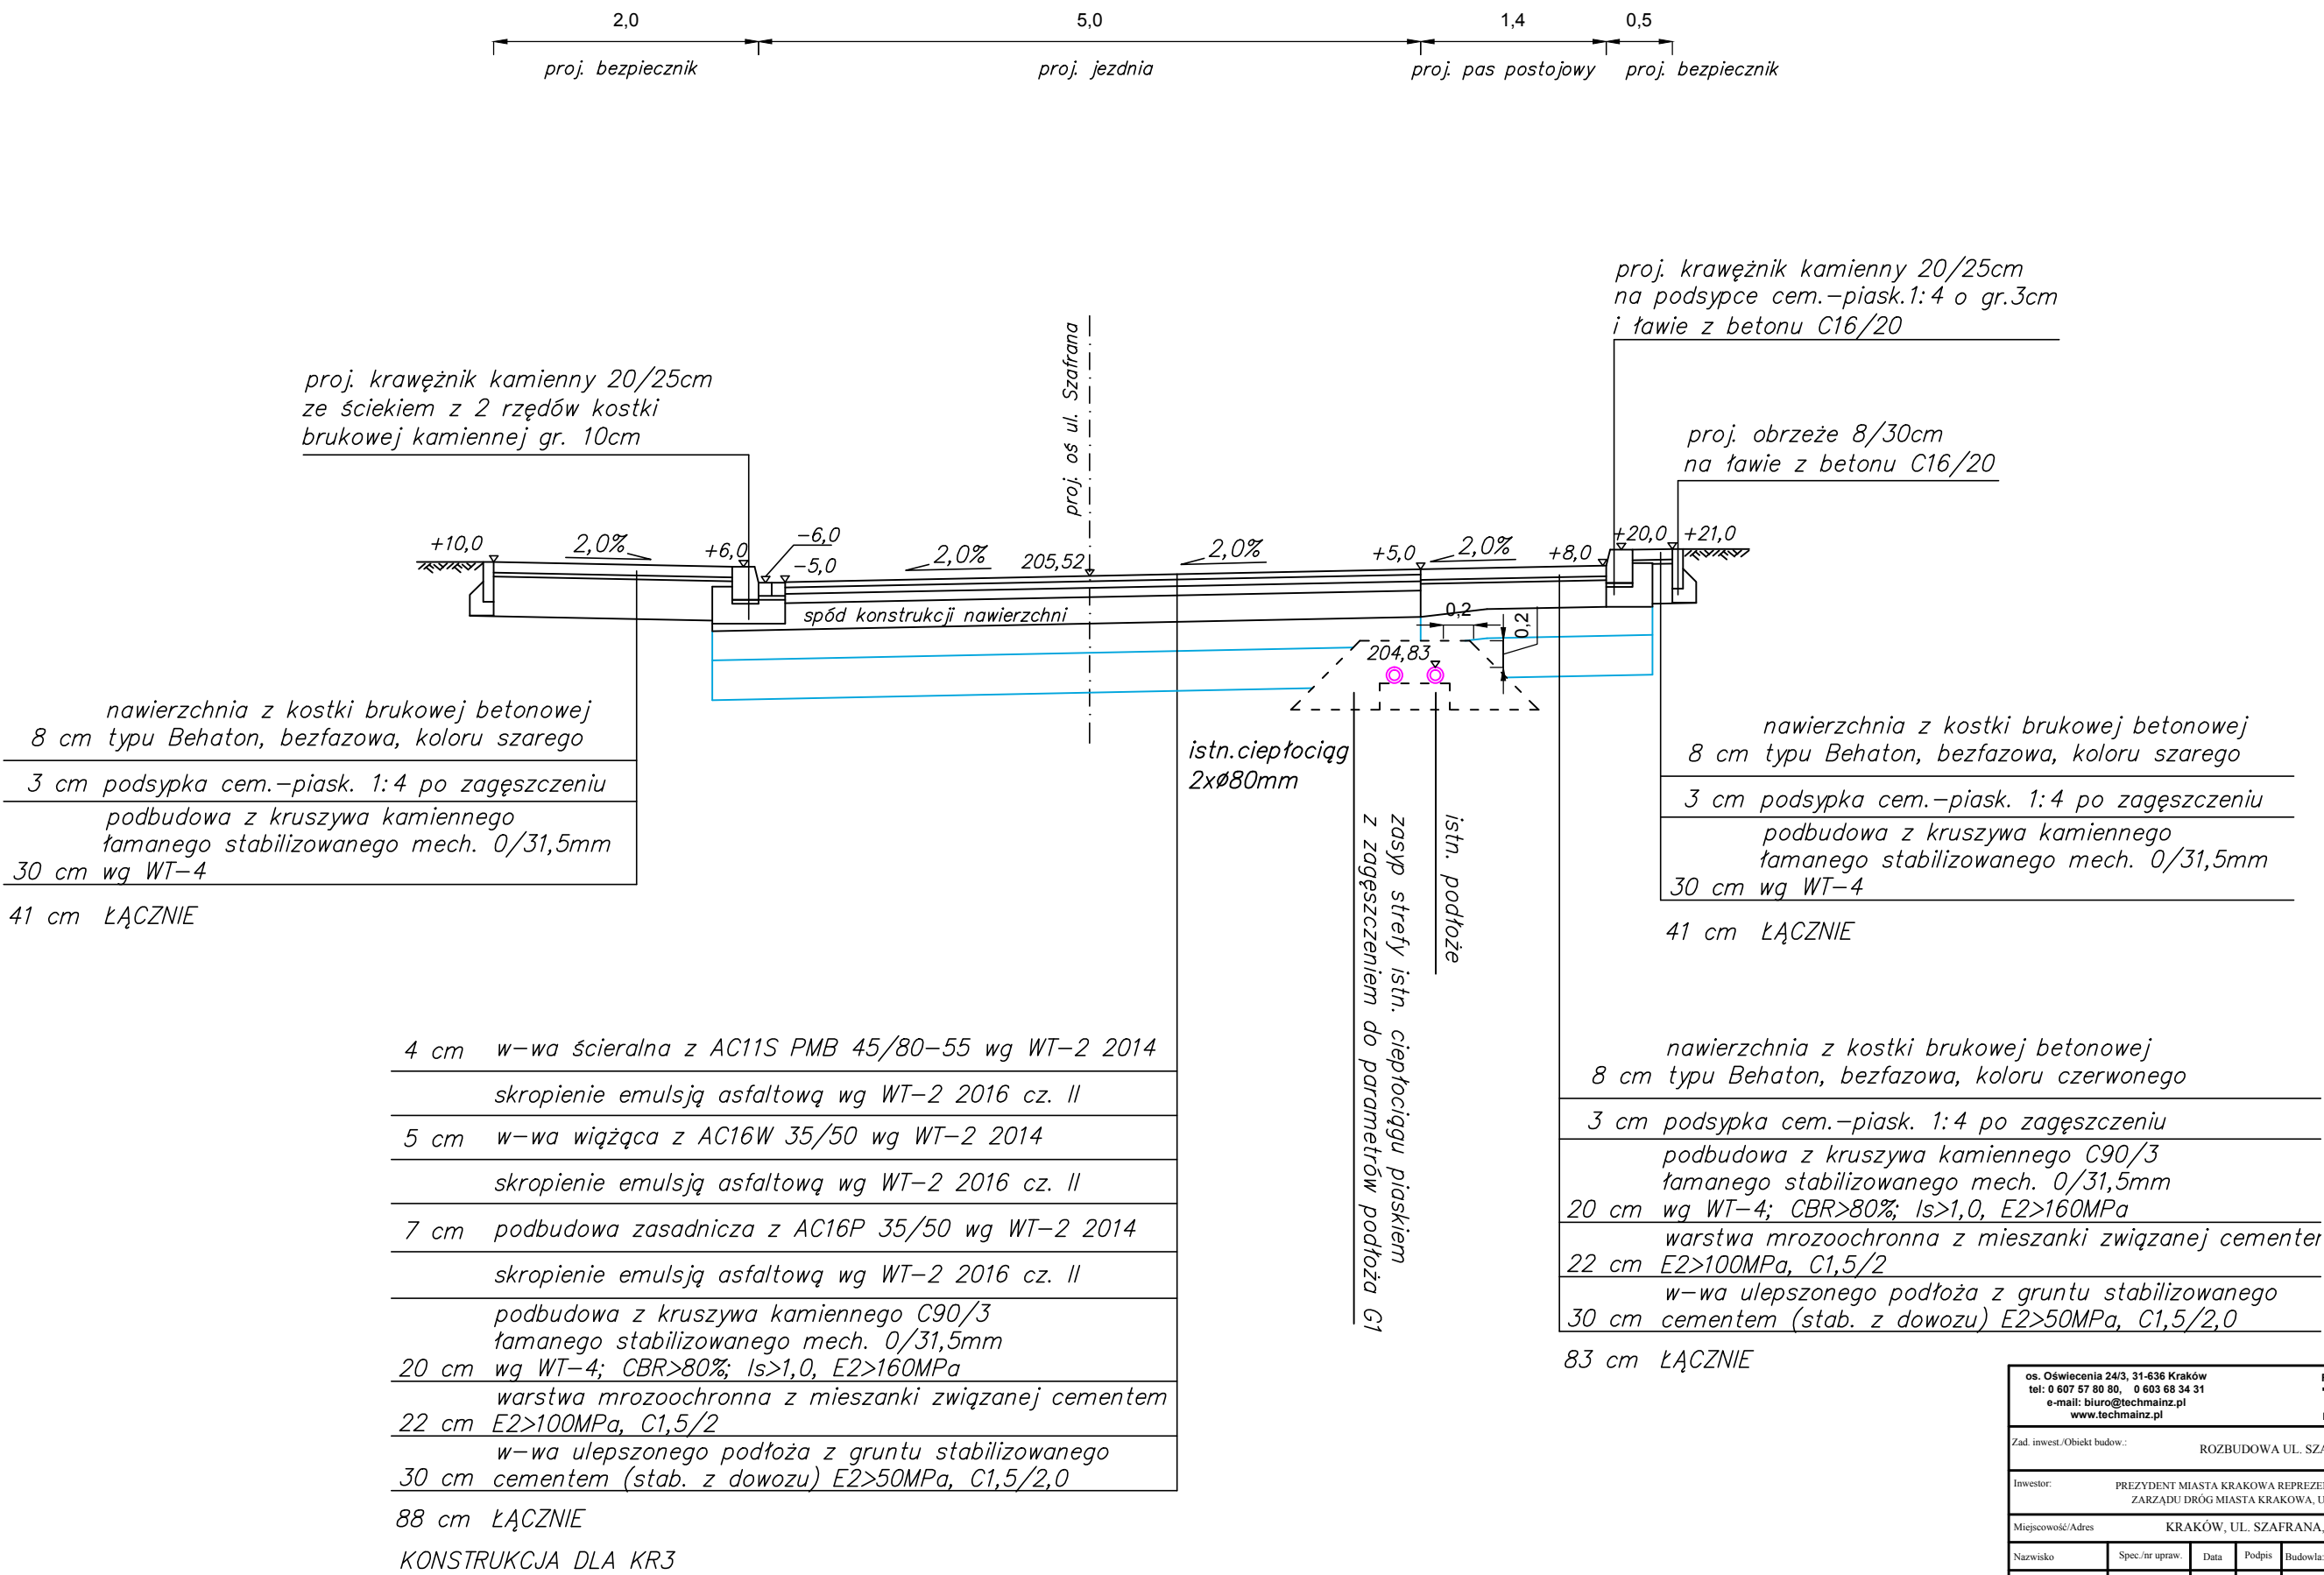 2,0
5,0
1,4
0,5
proj. bezpiecznik
proj. jezdnia
proj. pas postojowy
proj. bezpiecznik
proj. krawężnik kamienny 20/25cm
na podsypce cem.-piask.1:4 o gr.3cm
i ławie z betonu C16/20
proj. krawężnik kamienny 20/25cm
ze ściekiem z 2 rzędów kostki
brukowej kamiennej gr. 10cm
proj. oś ul. Szafrana
proj. obrzeże 8/30cm
na ławie z betonu C16/20
+10,0
2,0%
+6,0
-6,0
-5,0
2,0%
205,52
2,0%
+5,0
2,0%
+8,0
+20,0
+21,0
spód konstrukcji nawierzchni
0,2
0,2
204,83
nawierzchnia z kostki brukowej betonowej
8 cm typu Behaton, bezfazowa, koloru szarego
3 cm podsypka cem.-piask. 1:4 po zagęszczeniu
podbudowa z kruszywa kamiennego
łamanego stabilizowanego mech. 0/31,5mm
30 cm wg WT-4
41 cm ŁĄCZNIE
istn.ciepłociąg
2xø80mm
istn. podłoże
zasyp strefy istn. ciepłociągu piaskiem
z zagęszczeniem do parametrów podłoża G1
nawierzchnia z kostki brukowej betonowej
8 cm typu Behaton, bezfazowa, koloru szarego
3 cm podsypka cem.-piask. 1:4 po zagęszczeniu
podbudowa z kruszywa kamiennego
łamanego stabilizowanego mech. 0/31,5mm
30 cm wg WT-4
41 cm ŁĄCZNIE
4 cm w-wa ścieralna z AC11S PMB 45/80-55 wg WT-2 2014
skropienie emulsją asfaltową wg WT-2 2016 cz. II
5 cm w-wa wiążąca z AC16W 35/50 wg WT-2 2014
skropienie emulsją asfaltową wg WT-2 2016 cz. II
7 cm podbudowa zasadnicza z AC16P 35/50 wg WT-2 2014
skropienie emulsją asfaltową wg WT-2 2016 cz. II
podbudowa z kruszywa kamiennego C90/3
łamanego stabilizowanego mech. 0/31,5mm
20 cm wg WT-4; CBR>80%; Is>1,0, E2>160MPa
warstwa mrozoochronna z mieszanki związanej cementem
22 cm E2>100MPa, C1,5/2
w-wa ulepszonego podłoża z gruntu stabilizowanego
30 cm cementem (stab. z dowozu) E2>50MPa, C1,5/2,0
88 cm ŁĄCZNIE
KONSTRUKCJA DLA KR3
nawierzchnia z kostki brukowej betonowej
8 cm typu Behaton, bezfazowa, koloru czerwonego
3 cm podsypka cem.-piask. 1:4 po zagęszczeniu
podbudowa z kruszywa kamiennego C90/3
łamanego stabilizowanego mech. 0/31,5mm
20 cm wg WT-4; CBR>80%; Is>1,0, E2>160MPa
warstwa mrozoochronna z mieszanki związanej
22 cm E2>100MPa, C1,5/2
w-wa ulepszonego podłoża z gruntu stabilizowanego
30 cm cementem (stab. z dowozu) E2>50MPa, C1,5/2,0
83 cm ŁĄCZNIE
os. Oświecenia 24/3, 31-636 Kraków
tel: 0 607 57 80 80, 0 603 68 34 31
e-mail: biuro@techmainz.pl
www.techmainz.pl
Zad. inwest./Obiekt budow.:
ROZBUDOWA UL.
Inwestor:
PREZYDENT MIASTA KRAKOWA
ZARZĄDU DRÓG MIASTA KRAKOWA,
Miejscowość/Adres
KRAKÓW, UL. SZAFRANA,
Nazwisko
Spec./nr upraw.
Data
Podpis
Budowla: